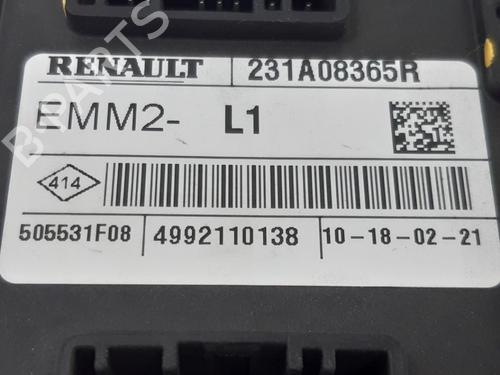 B-PARTS
RENAULT 231A08365R
EMM2- L1
414
505531F08 4992110138 10-18-02-21